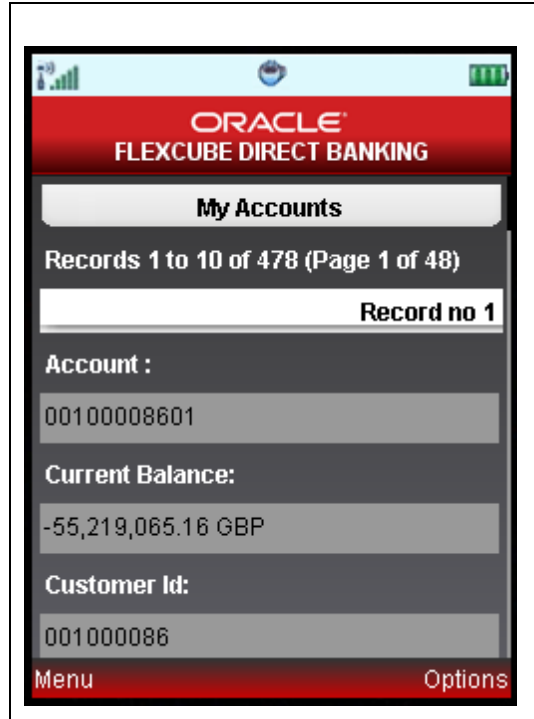 ORACLE
FLEXCUBE DIRECT BANKING
My Accounts
Records 1 to 10 of 478 (Page 1 of 48)
Record no 1
Account :
00100008601
Current Balance:
-55,219,065.16 GBP
Customer Id:
001000086
Menu Options